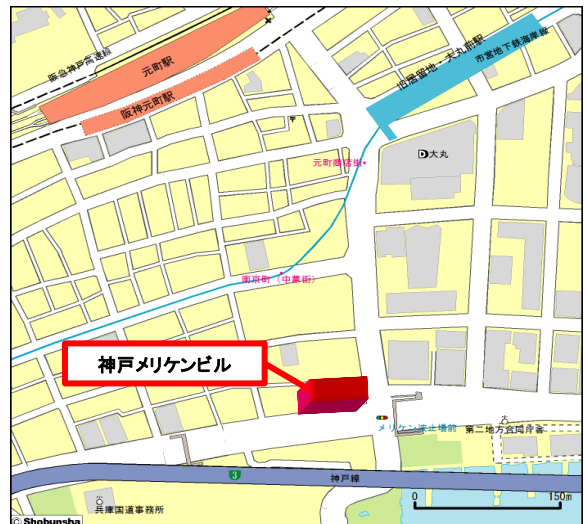 阪急神戸高速線
元町駅
阪神元町駅
旧居留地・大丸前駅
市営地下鉄海岸線
元町商店街
大丸
南京町(中華街)
神戸メリケンビル
メリケン波止場前
第二地方合同庁舎
3
神戸線
兵庫国道事務所
0 150m
© Shobunsha